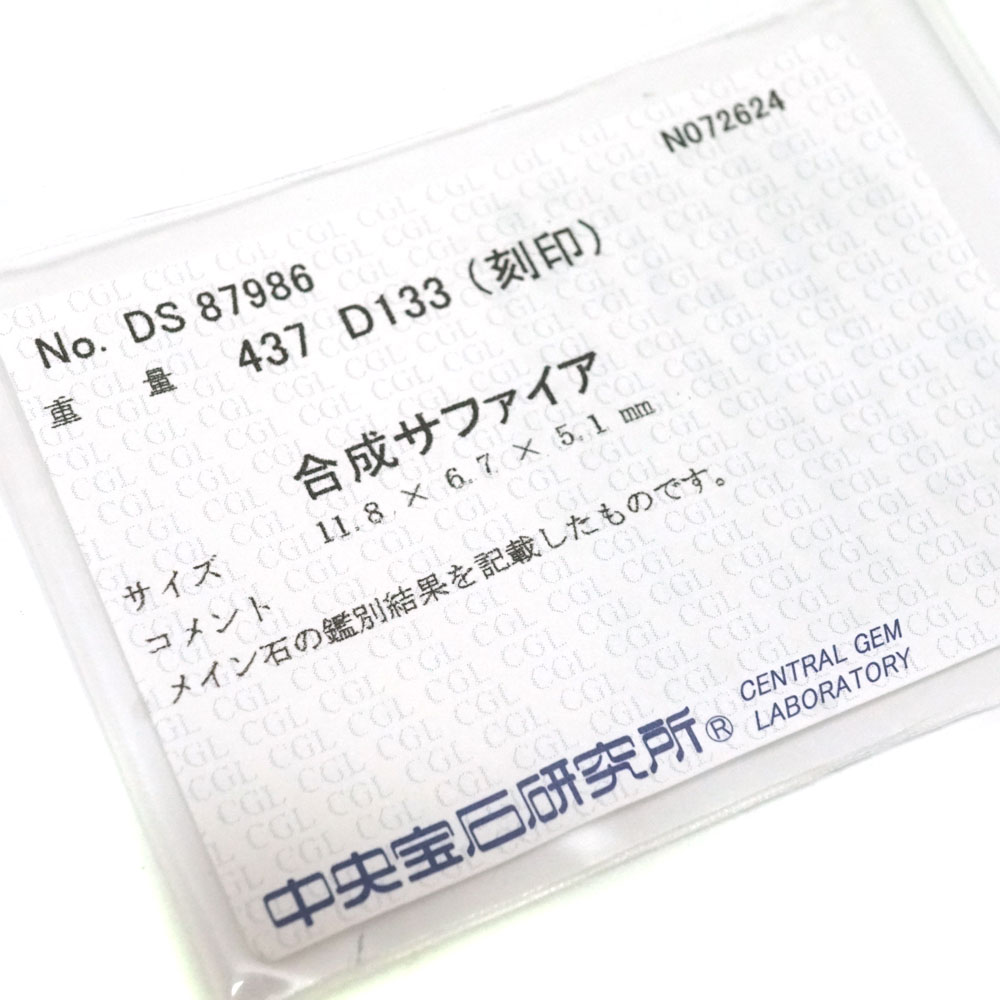 N072624
No. DS 87986
重 量 437 D133 (刻印)
合成サファイア
サイズ 11.8 × 6.7 × 5.1 mm
コメント
メイン石の鑑別結果を記載したものです。
中央宝石研究所® CENTRAL GEM
LABORATORY